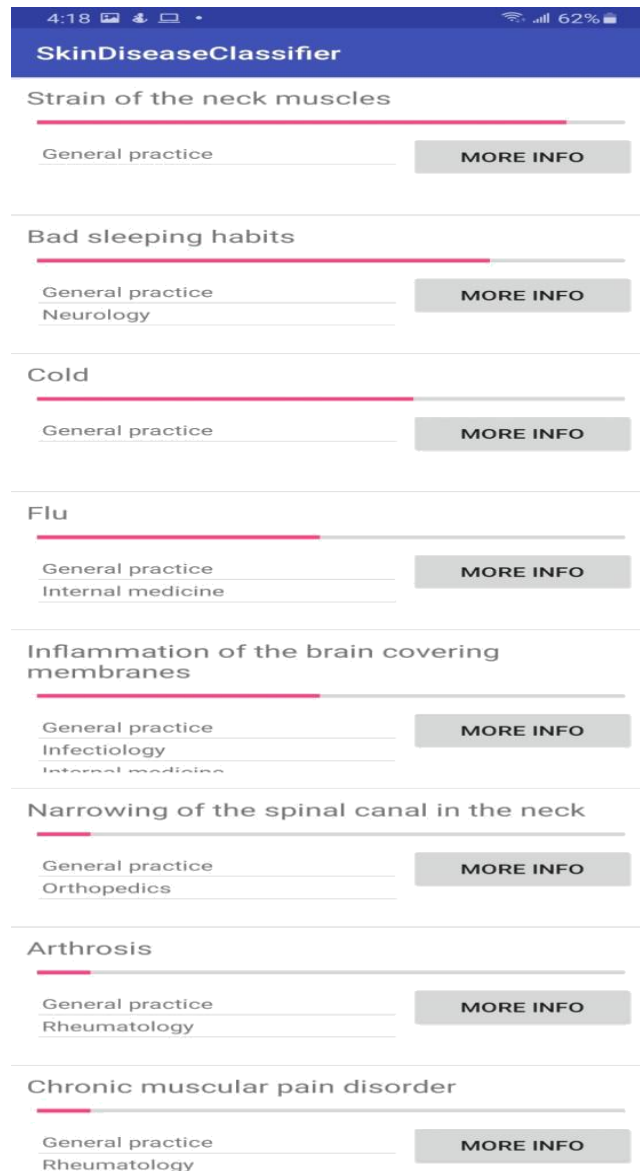 4:18 62%
SkinDiseaseClassifier
Strain of the neck muscles
General practice
MORE INFO
Bad sleeping habits
General practice
MORE INFO
Neurology
Cold
General practice
MORE INFO
Flu
General practice
MORE INFO
Internal medicine
Inflammation of the brain covering
membranes
General practice
MORE INFO
Infectiology
Internal medicine
Narrowing of the spinal canal in the neck
General practice
MORE INFO
Orthopedics
Arthrosis
General practice
MORE INFO
Rheumatology
Chronic muscular pain disorder
General practice
MORE INFO
Rheumatology